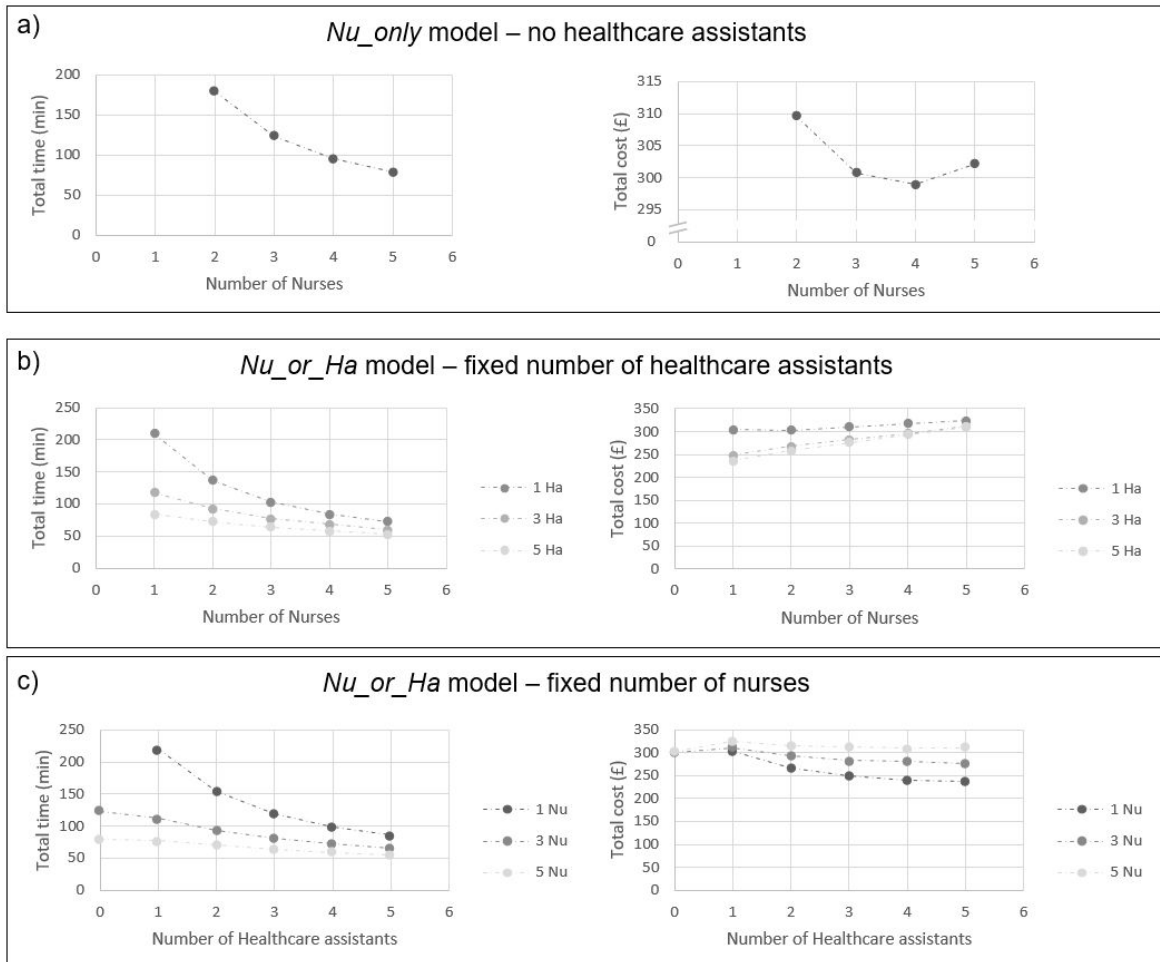 a)
Nu_only model – no healthcare assistants
Total time (min)
200
150
100
50
0
0 1 2 3 4 5 6
Number of Nurses
Total cost (£)
315
310
305
300
295
0
0 1 2 3 4 5 6
Number of Nurses
b)
Nu_or_Ha model – fixed number of healthcare assistants
Total time (min)
250
200
150
100
50
0
0 1 2 3 4 5 6
Number of Nurses
1 Ha
3 Ha
5 Ha
Total cost (£)
350
300
250
200
150
100
50
0
0 1 2 3 4 5 6
Number of Nurses
1 Ha
3 Ha
5 Ha
c)
Nu_or_Ha model – fixed number of nurses
Total time (min)
250
200
150
100
50
0
0 1 2 3 4 5 6
Number of Healthcare assistants
1 Nu
3 Nu
5 Nu
Total cost (£)
350
300
250
200
150
100
50
0
0 1 2 3 4 5 6
Number of Healthcare assistants
1 Nu
3 Nu
5 Nu